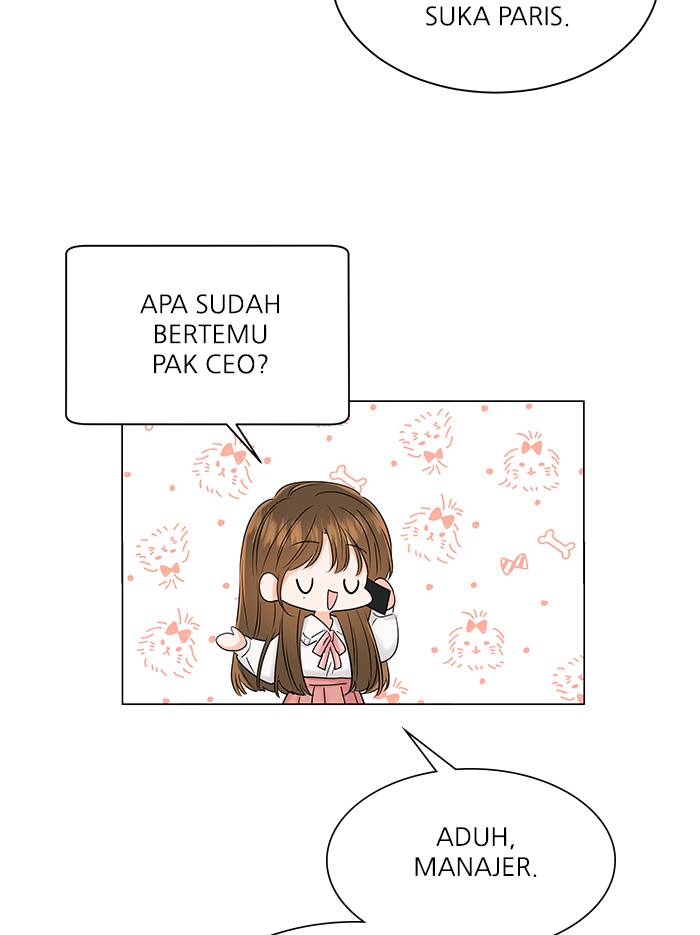 SUKA PARIS.
APA SUDAH
BERTEMU
PAK CEO?
ADUH,
MANAJER.